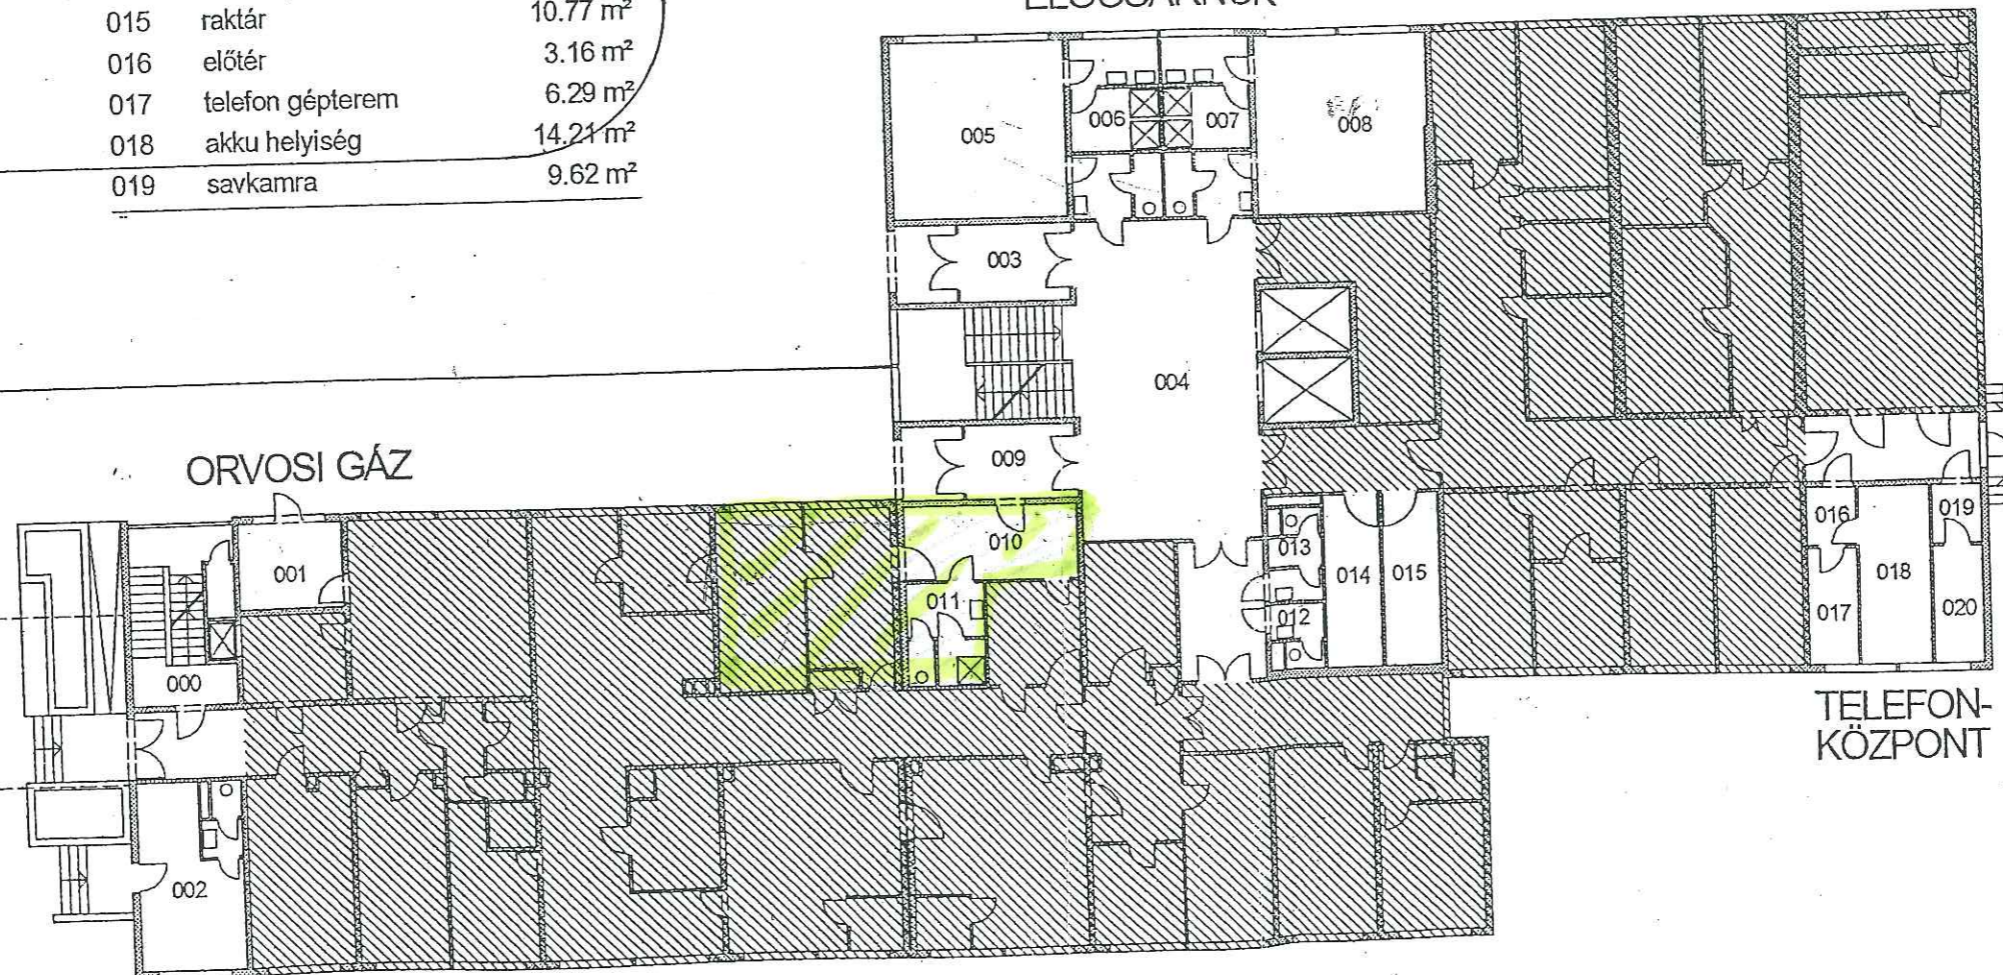 015 raktár 10.77 m²
016 előtér 3.16 m²
017 telefon gépterem 6.29 m²
018 akku helyiség 14.21 m²
019 savkamra 9.62 m²
005
006
007
008
003
004
009
ORVOSI GÁZ
010
001
011
013
014
015
016
019
018
012
017
020
000
TELEFON-
KÖZPONT
002